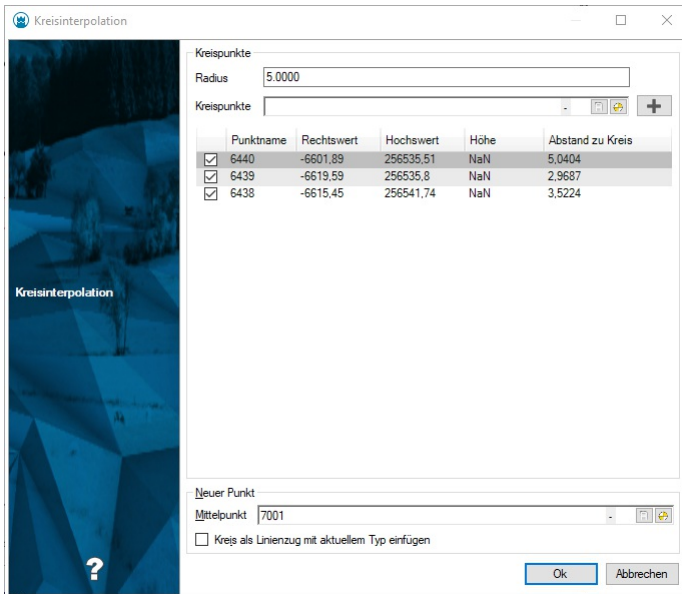 Kreisinterpolation
Kreispunkte
Radius 5.0000
Kreispunkte -
Punktname Rechtswert Hochswert Höhe Abstand zu Kreis
6440 -6601,89 256535,51 NaN 5,0404
6439 -6619,59 256535,8 NaN 2,9687
6438 -6615,45 256541,74 NaN 3,5224
Kreisinterpolation
Neuer Punkt
Mittelpunkt 7001 -
Kreis als Linienzug mit aktuellem Typ einfügen
?
Ok Abbrechen